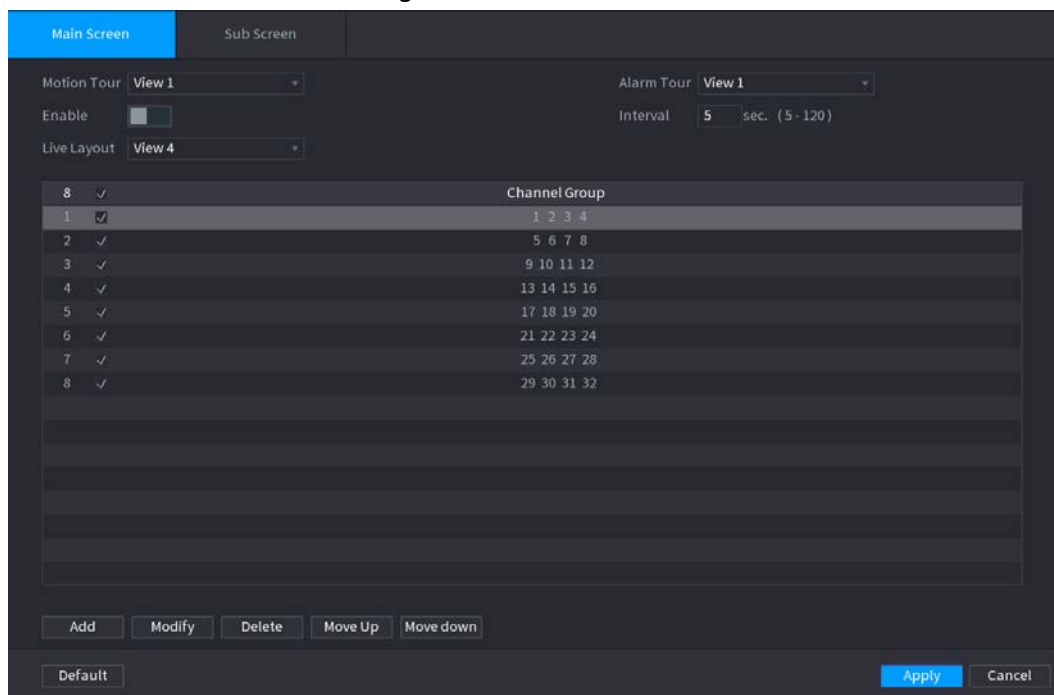 Main Screen Sub Screen
Motion Tour View 1 Alarm Tour View 1
Enable Interval 5 sec. (5-120)
Live Layout View 4
8 Channel Group
1 1 2 3 4
2 5 6 7 8
3 9 10 11 12
4 13 14 15 16
5 17 18 19 20
6 21 22 23 24
7 25 26 27 28
8 29 30 31 32
Add Modify Delete Move Up Move down
Default Apply Cancel